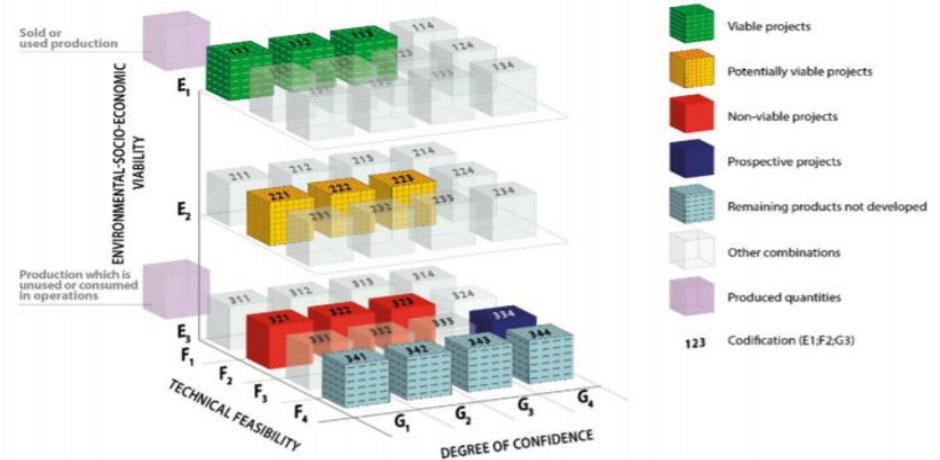 Sold or
used production
ENVIRONMENTAL-SOCIO-ECONOMIC
VIABILITY
E1
111
112
113
114
123
124
133
134
E2
211
212
213
214
221
222
223
224
231
232
233
234
Production which is
unused or consumed
in operations
E3
311
312
313
314
321
322
323
324
331
332
333
334
341
342
343
344
F1
F2
F3
F4
TECHNICAL FEASIBILITY
G1
G2
G3
G4
DEGREE OF CONFIDENCE
Viable projects
Potentially viable projects
Non-viable projects
Prospective projects
Remaining products not developed
Other combinations
Produced quantities
123 Codification (E1;F2;G3)